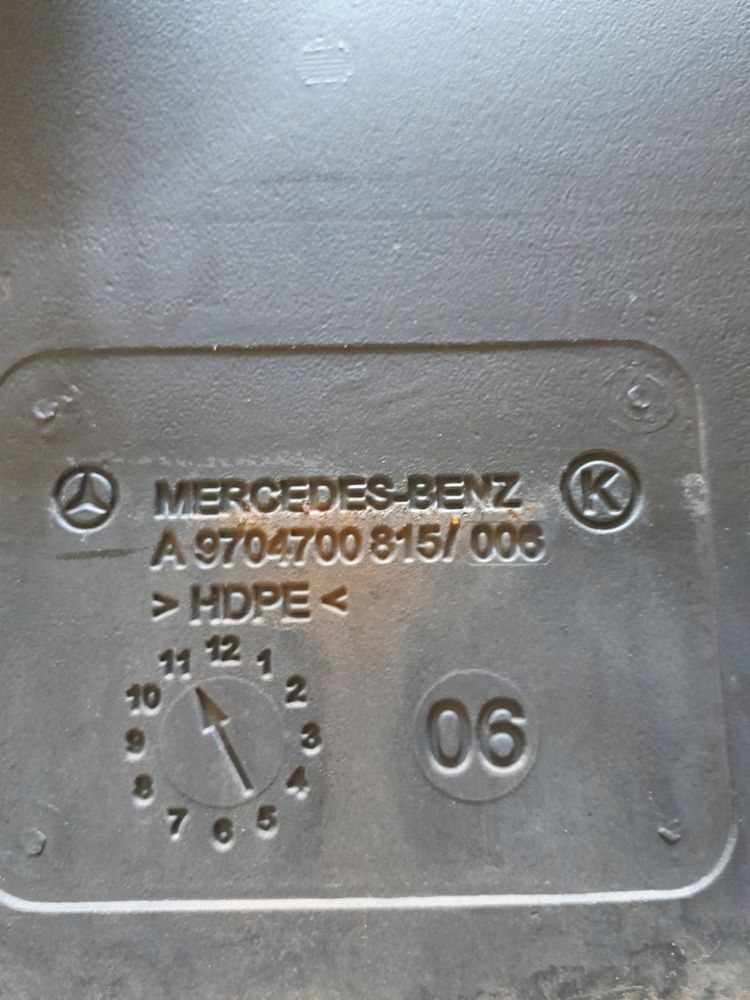 MERCEDES-BENZ K
A 9704700 815/ 006
> HDPE <
12
11 1
10 2
9 3
8 4
7 6 5
06